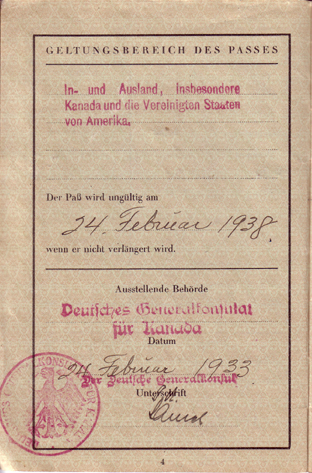 GELTUNGSBEREICH DES PASSES
In- und Ausland, insbesondere
Kanada und die Vereinigten Staaten
von Amerika.
Der Paß wird ungültig am
24. Februar 1938
wenn er nicht verlängert wird.
Ausstellende Behörde
Deutsches Generalkonsulat
für Kanada
Datum
24 Februar 1933
Der Deutsche Generalkonsul
Unterschrift
4